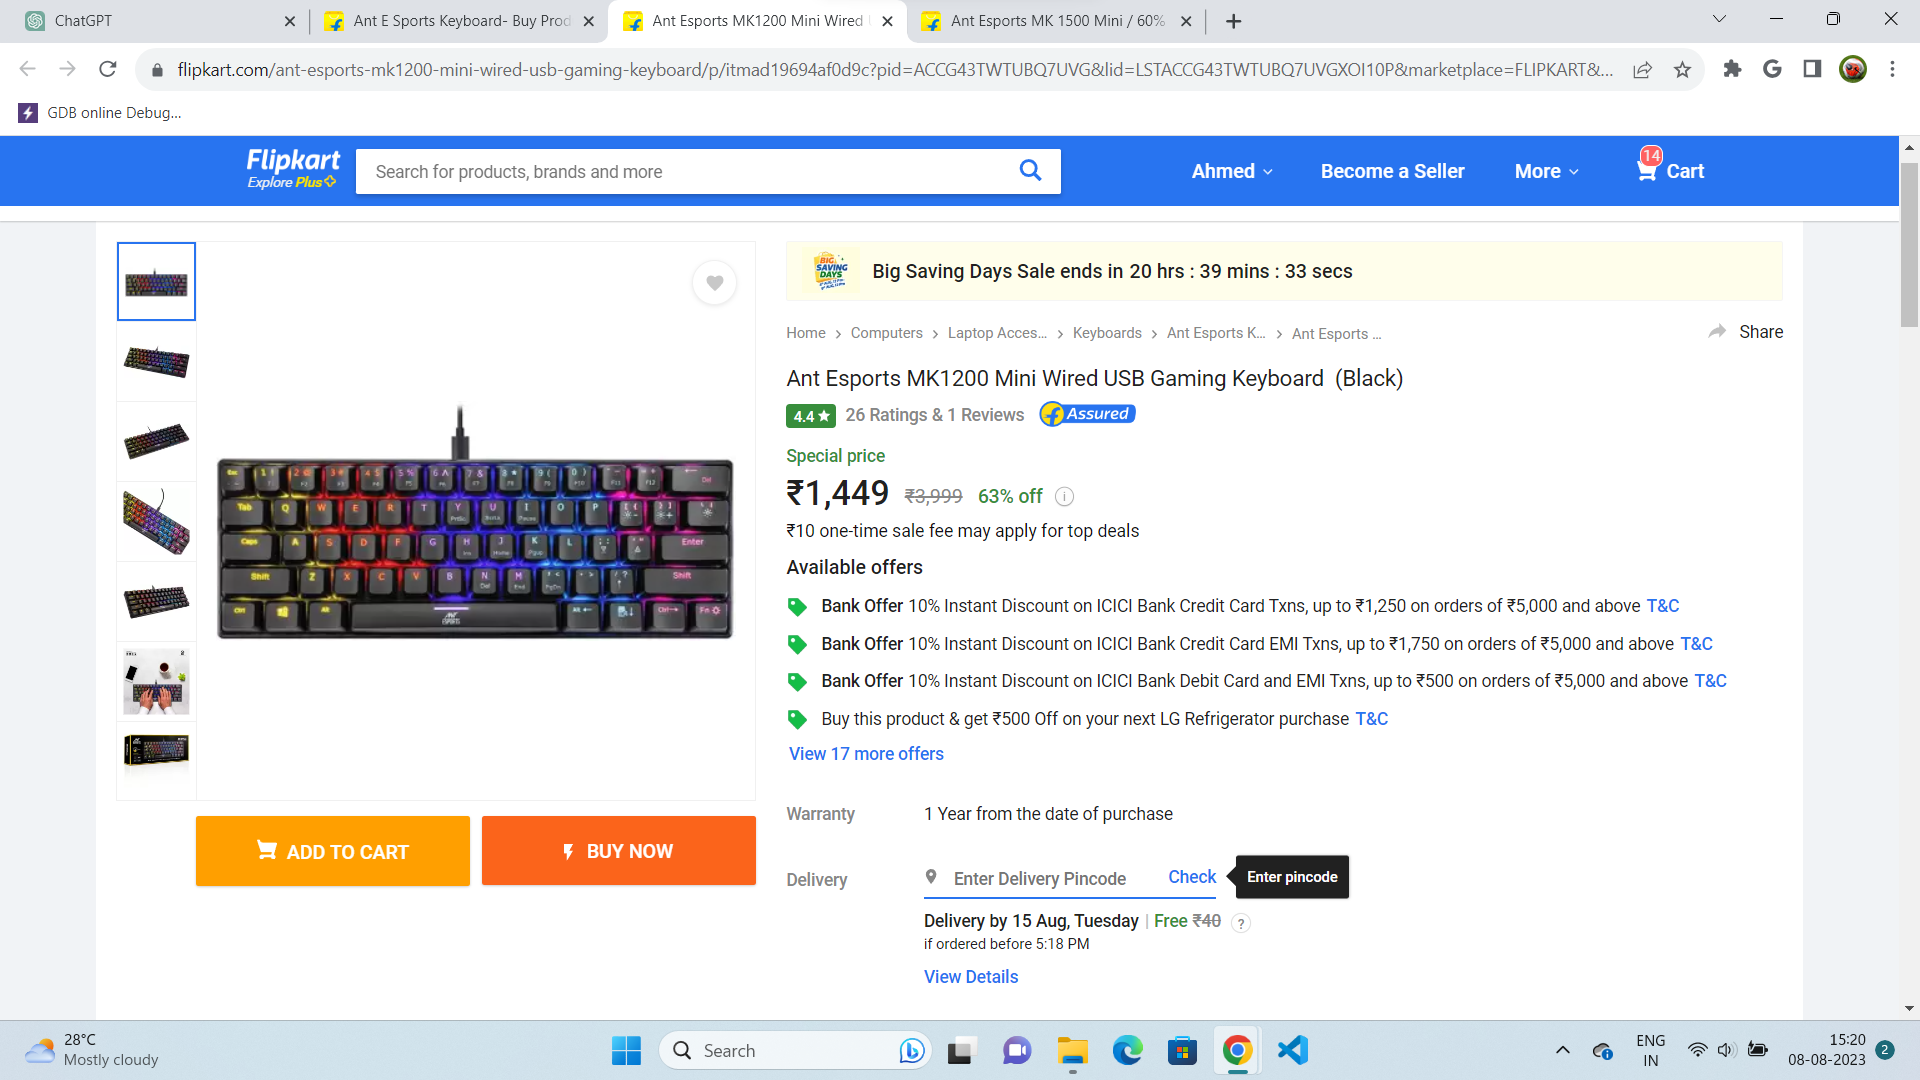 ChatGPT
Ant E Sports Keyboard- Buy Prod
Ant Esports MK1200 Mini Wired
Ant Esports MK 1500 Mini / 60%
flipkart.com/ant-esports-mk1200-mini-wired-usb-gaming-keyboard/p/itmad19694af0d9c?pid=ACCG43TWTUBQ7UVG&lid=LSTACCG43TWTUBQ7UVGXOI10P&marketplace=FLIPKART&...
GDB online Debug...
Flipkart
Explore Plus
Search for products, brands and more
Ahmed
Become a Seller
More
14
Cart
BIG SAVING DAYS
Big Saving Days Sale ends in 20 hrs : 39 mins : 33 secs
Home
Computers
Laptop Acces...
Keyboards
Ant Esports K...
Ant Esports ...
Share
Ant Esports MK1200 Mini Wired USB Gaming Keyboard (Black)
4.4 ★
26 Ratings & 1 Reviews
Assured
Special price
₹1,449 ₹3,999 63% off
₹10 one-time sale fee may apply for top deals
Available offers
Bank Offer 10% Instant Discount on ICICI Bank Credit Card Txns, up to ₹1,250 on orders of ₹5,000 and above T&C
Bank Offer 10% Instant Discount on ICICI Bank Credit Card EMI Txns, up to ₹1,750 on orders of ₹5,000 and above T&C
Bank Offer 10% Instant Discount on ICICI Bank Debit Card and EMI Txns, up to ₹500 on orders of ₹5,000 and above T&C
Buy this product & get ₹500 Off on your next LG Refrigerator purchase T&C
View 17 more offers
Warranty
1 Year from the date of purchase
Delivery
Enter Delivery Pincode
Check
Enter pincode
Delivery by 15 Aug, Tuesday | Free ₹40 ?
if ordered before 5:18 PM
View Details
Tab Q W E R T Y U I O P
Caps A S D F G H J K L Enter
Shift Z X C V B N M Shift
Ctrl Alt
ANT ESPORTS
ADD TO CART
BUY NOW
28°C
Mostly cloudy
Search
ENG
IN
15:20
08-08-2023
2